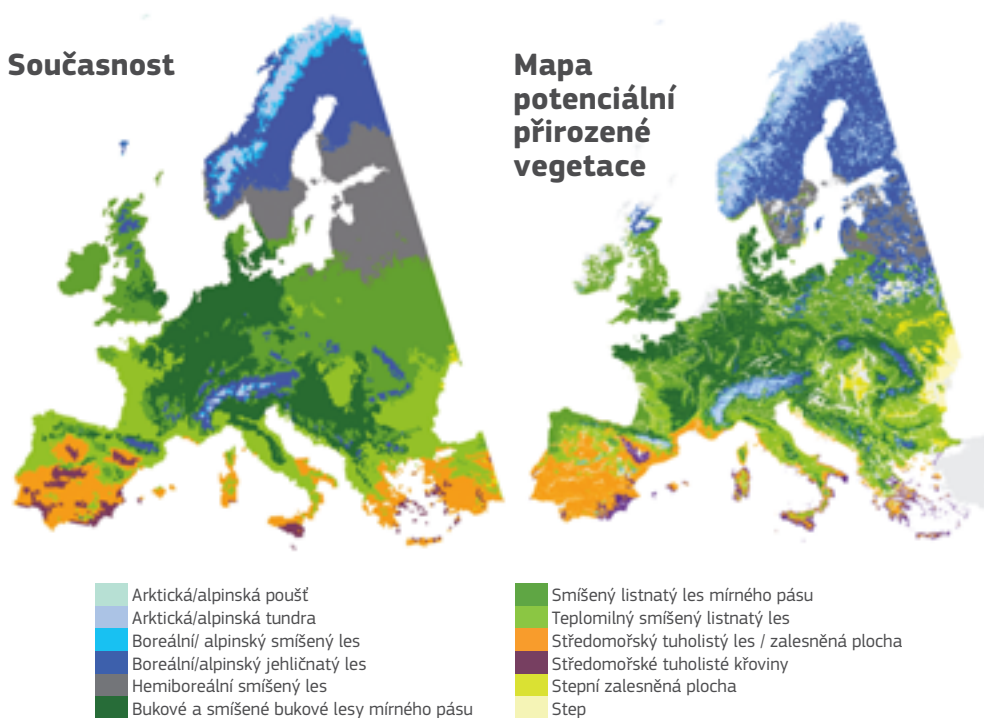 Současnost
Mapa
potenciální
přirozené
vegetace
Arktická/alpinská poušť
Arktická/alpinská tundra
Boreální/ alpinský smíšený les
Boreální/alpinský jehličnatý les
Hemiboreální smíšený les
Bukové a smíšené bukové lesy mírného pásu
Smíšený listnatý les mírného pásu
Teplomilný smíšený listnatý les
Středomořský tuholistý les / zalesněná plocha
Středomořské tuholisté křoviny
Stepní zalesněná plocha
Step